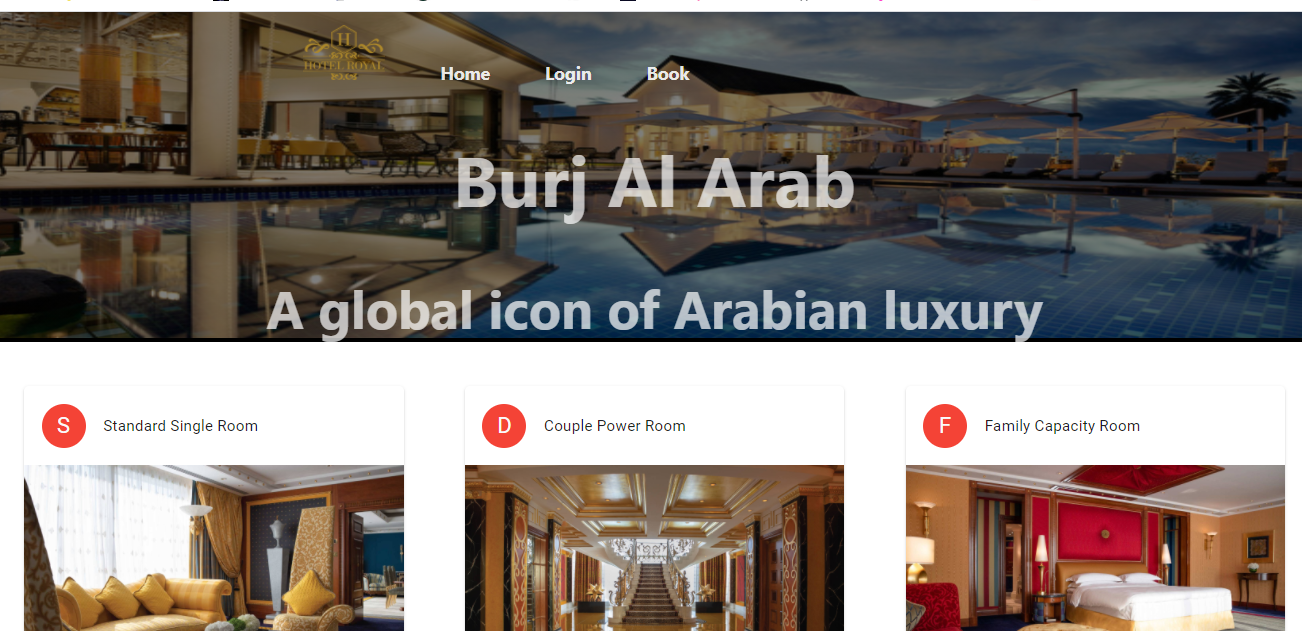 H
HOTEL ROYAL
Home Login Book
Burj Al Arab
A global icon of Arabian luxury
S Standard Single Room
D Couple Power Room
F Family Capacity Room